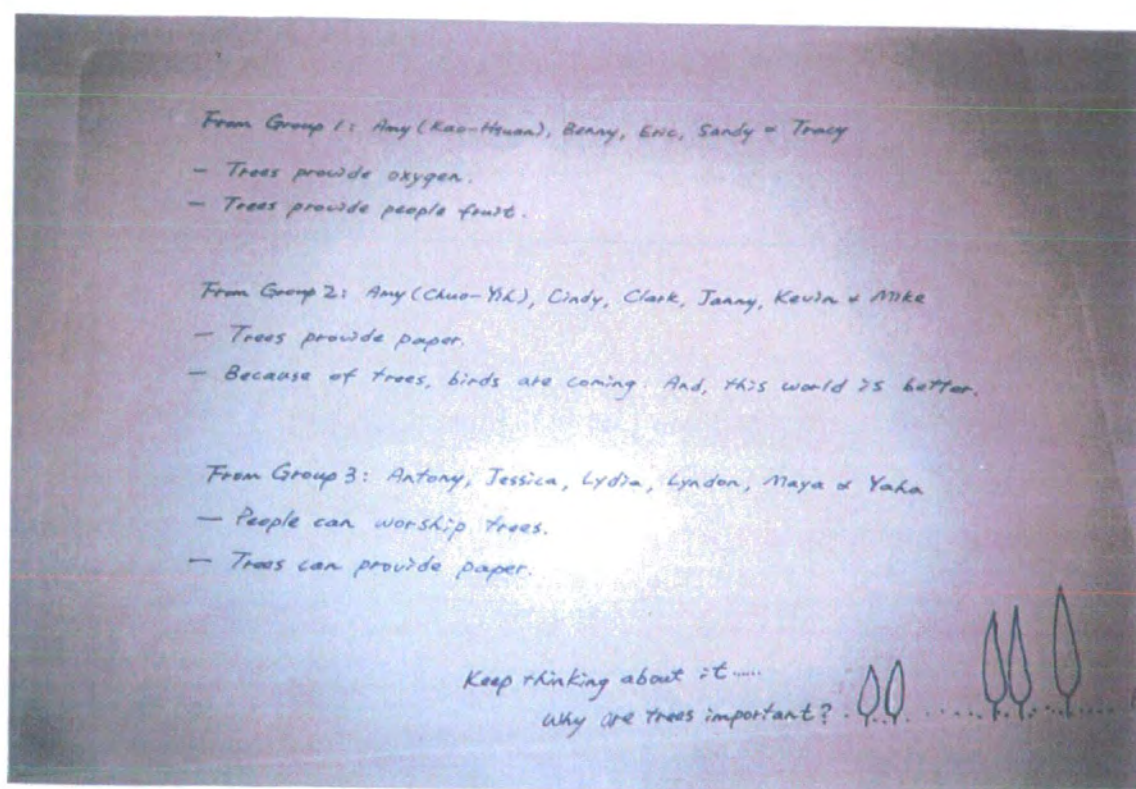 From Group 1: Amy (Kao-Hsuan), Benny, Eric, Sandy & Tracy
- Trees provide oxygen.
- Trees provide people fruit.
From Group 2: Amy (Chuo-Yih), Cindy, Clark, Janny, Kevin & Mike
- Trees provide paper.
- Because of trees, birds are coming. And, this world is better.
From Group 3: Antony, Jessica, Lydia, Lyndon, Maya & Yaha
- People can worship trees.
- Trees can provide paper.
Keep thinking about it......
Why are trees important?